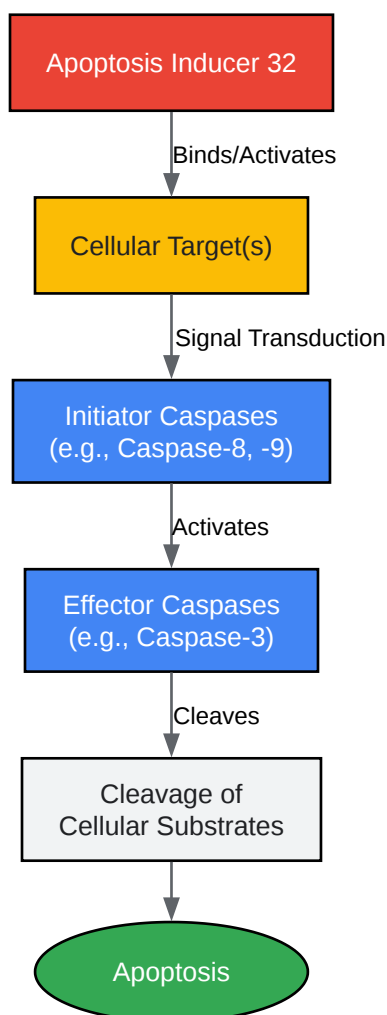 Apoptosis Inducer 32
Binds/Activates
Cellular Target(s)
Signal Transduction
Initiator Caspases
(e.g., Caspase-8, -9)
Activates
Effector Caspases
(e.g., Caspase-3)
Cleaves
Cleavage of
Cellular Substrates
Apoptosis